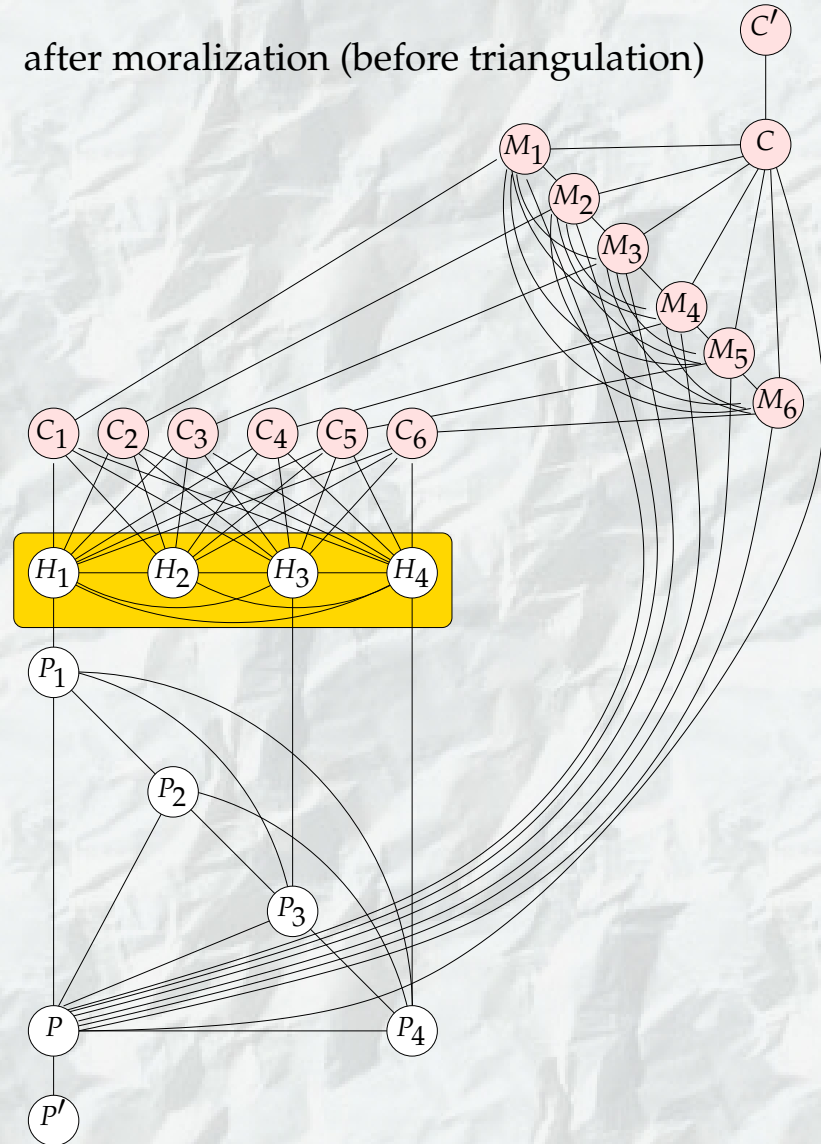 C′
after moralization (before triangulation)
M₁
C
M₂
M₃
M₄
M₅
M₆
C₁ C₂ C₃ C₄ C₅ C₆
H₁ H₂ H₃ H₄
P₁
P₂
P₃
P P₄
P′